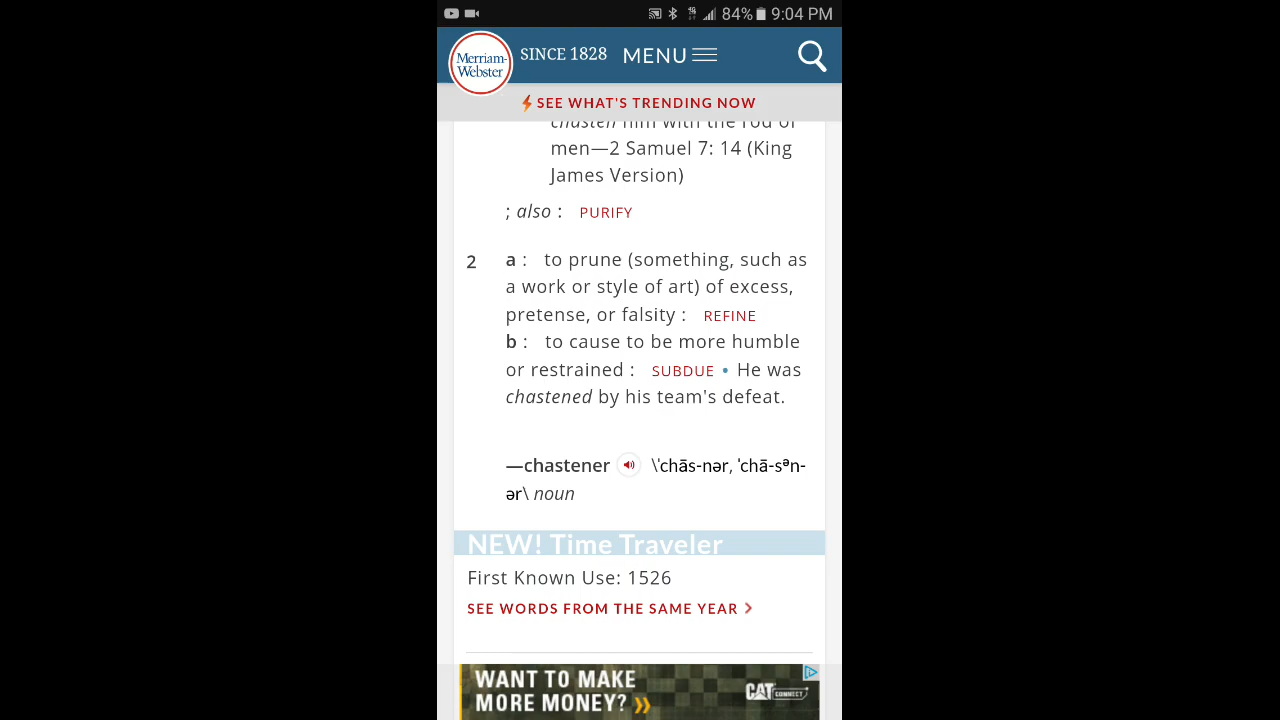 84% 9:04 PM
Merriam-
Webster
SINCE 1828 MENU
SEE WHAT'S TRENDING NOW
chasten him with the rod of
men—2 Samuel 7: 14 (King
James Version)
; also : PURIFY
2 a : to prune (something, such as
a work or style of art) of excess,
pretense, or falsity : REFINE
b : to cause to be more humble
or restrained : SUBDUE • He was
chastened by his team's defeat.
—chastener \ˈchās-nər, ˈchā-sᵊn-
ər\ noun
NEW! Time Traveler
First Known Use: 1526
SEE WORDS FROM THE SAME YEAR >
WANT TO MAKE
MORE MONEY? »
CAT CONNECT